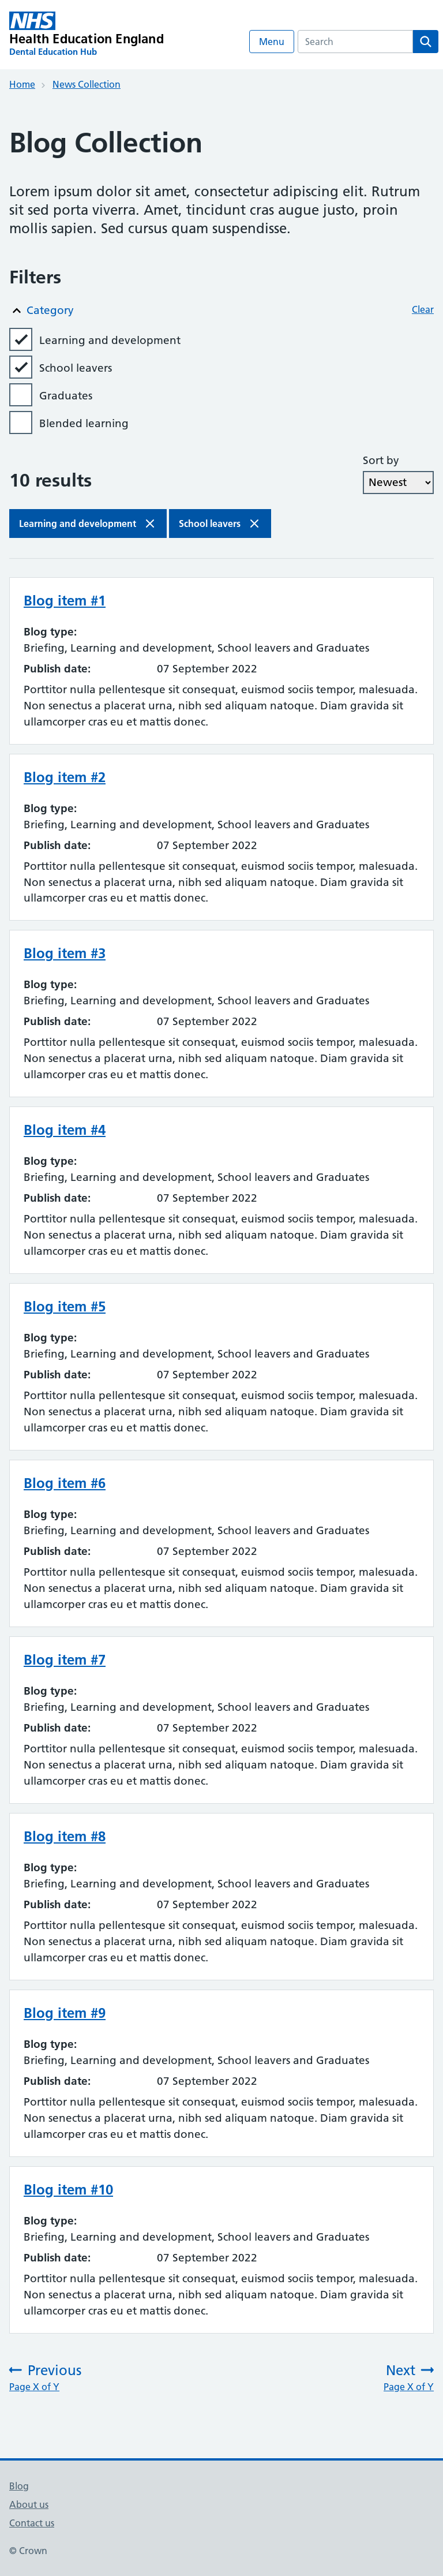 NHS
Health Education England
Dental Education Hub
Menu
Search
Home
News Collection
Blog Collection
Lorem ipsum dolor sit amet, consectetur adipiscing elit. Rutrum
sit sed porta viverra. Amet, tincidunt cras augue justo, proin
mollis sapien. Sed cursus quam suspendisse.
Filters
Category
Clear
Learning and development
School leavers
Graduates
Blended learning
10 results
Sort by
Newest
Learning and development
School leavers
Blog item #1
Blog type:
Briefing, Learning and development, School leavers and Graduates
Publish date: 07 September 2022
Porttitor nulla pellentesque sit consequat, euismod sociis tempor, malesuada.
Non senectus a placerat urna, nibh sed aliquam natoque. Diam gravida sit
ullamcorper cras eu et mattis donec.
Blog item #2
Blog type:
Briefing, Learning and development, School leavers and Graduates
Publish date: 07 September 2022
Porttitor nulla pellentesque sit consequat, euismod sociis tempor, malesuada.
Non senectus a placerat urna, nibh sed aliquam natoque. Diam gravida sit
ullamcorper cras eu et mattis donec.
Blog item #3
Blog type:
Briefing, Learning and development, School leavers and Graduates
Publish date: 07 September 2022
Porttitor nulla pellentesque sit consequat, euismod sociis tempor, malesuada.
Non senectus a placerat urna, nibh sed aliquam natoque. Diam gravida sit
ullamcorper cras eu et mattis donec.
Blog item #4
Blog type:
Briefing, Learning and development, School leavers and Graduates
Publish date: 07 September 2022
Porttitor nulla pellentesque sit consequat, euismod sociis tempor, malesuada.
Non senectus a placerat urna, nibh sed aliquam natoque. Diam gravida sit
ullamcorper cras eu et mattis donec.
Blog item #5
Blog type:
Briefing, Learning and development, School leavers and Graduates
Publish date: 07 September 2022
Porttitor nulla pellentesque sit consequat, euismod sociis tempor, malesuada.
Non senectus a placerat urna, nibh sed aliquam natoque. Diam gravida sit
ullamcorper cras eu et mattis donec.
Blog item #6
Blog type:
Briefing, Learning and development, School leavers and Graduates
Publish date: 07 September 2022
Porttitor nulla pellentesque sit consequat, euismod sociis tempor, malesuada.
Non senectus a placerat urna, nibh sed aliquam natoque. Diam gravida sit
ullamcorper cras eu et mattis donec.
Blog item #7
Blog type:
Briefing, Learning and development, School leavers and Graduates
Publish date: 07 September 2022
Porttitor nulla pellentesque sit consequat, euismod sociis tempor, malesuada.
Non senectus a placerat urna, nibh sed aliquam natoque. Diam gravida sit
ullamcorper cras eu et mattis donec.
Blog item #8
Blog type:
Briefing, Learning and development, School leavers and Graduates
Publish date: 07 September 2022
Porttitor nulla pellentesque sit consequat, euismod sociis tempor, malesuada.
Non senectus a placerat urna, nibh sed aliquam natoque. Diam gravida sit
ullamcorper cras eu et mattis donec.
Blog item #9
Blog type:
Briefing, Learning and development, School leavers and Graduates
Publish date: 07 September 2022
Porttitor nulla pellentesque sit consequat, euismod sociis tempor, malesuada.
Non senectus a placerat urna, nibh sed aliquam natoque. Diam gravida sit
ullamcorper cras eu et mattis donec.
Blog item #10
Blog type:
Briefing, Learning and development, School leavers and Graduates
Publish date: 07 September 2022
Porttitor nulla pellentesque sit consequat, euismod sociis tempor, malesuada.
Non senectus a placerat urna, nibh sed aliquam natoque. Diam gravida sit
ullamcorper cras eu et mattis donec.
Previous
Page X of Y
Next
Page X of Y
Blog
About us
Contact us
© Crown